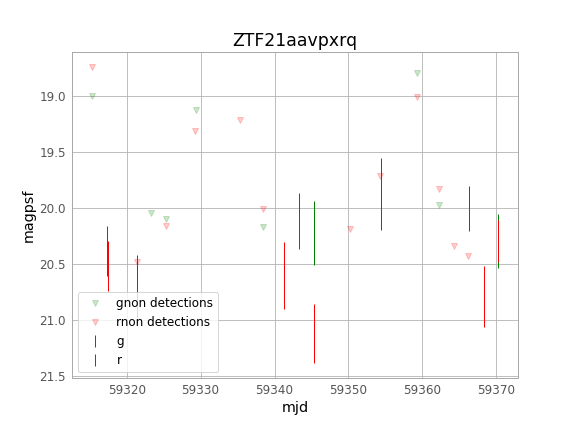 ZTF21aavpxrq
19.0
19.5
20.0
20.5
21.0
21.5
magpsf
gnon detections
rnon detections
g
r
59320 59330 59340 59350 59360 59370
mjd